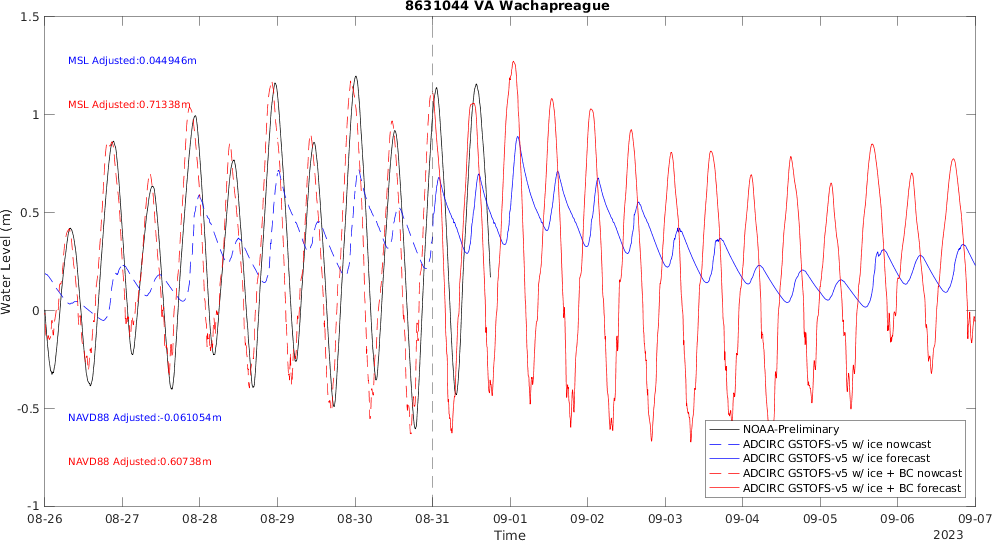 8631044 VA Wachapreague
1.5
1
0.5
0
-0.5
-1
Water Level (m)
MSL Adjusted:0.044946m
MSL Adjusted:0.71338m
NAVD88 Adjusted:-0.061054m
NAVD88 Adjusted:0.60738m
NOAA-Preliminary
ADCIRC GSTOFS-v5 w/ ice nowcast
ADCIRC GSTOFS-v5 w/ ice forecast
ADCIRC GSTOFS-v5 w/ ice + BC nowcast
ADCIRC GSTOFS-v5 w/ ice + BC forecast
08-26 08-27 08-28 08-29 08-30 08-31 09-01 09-02 09-03 09-04 09-05 09-06 09-07
Time
2023